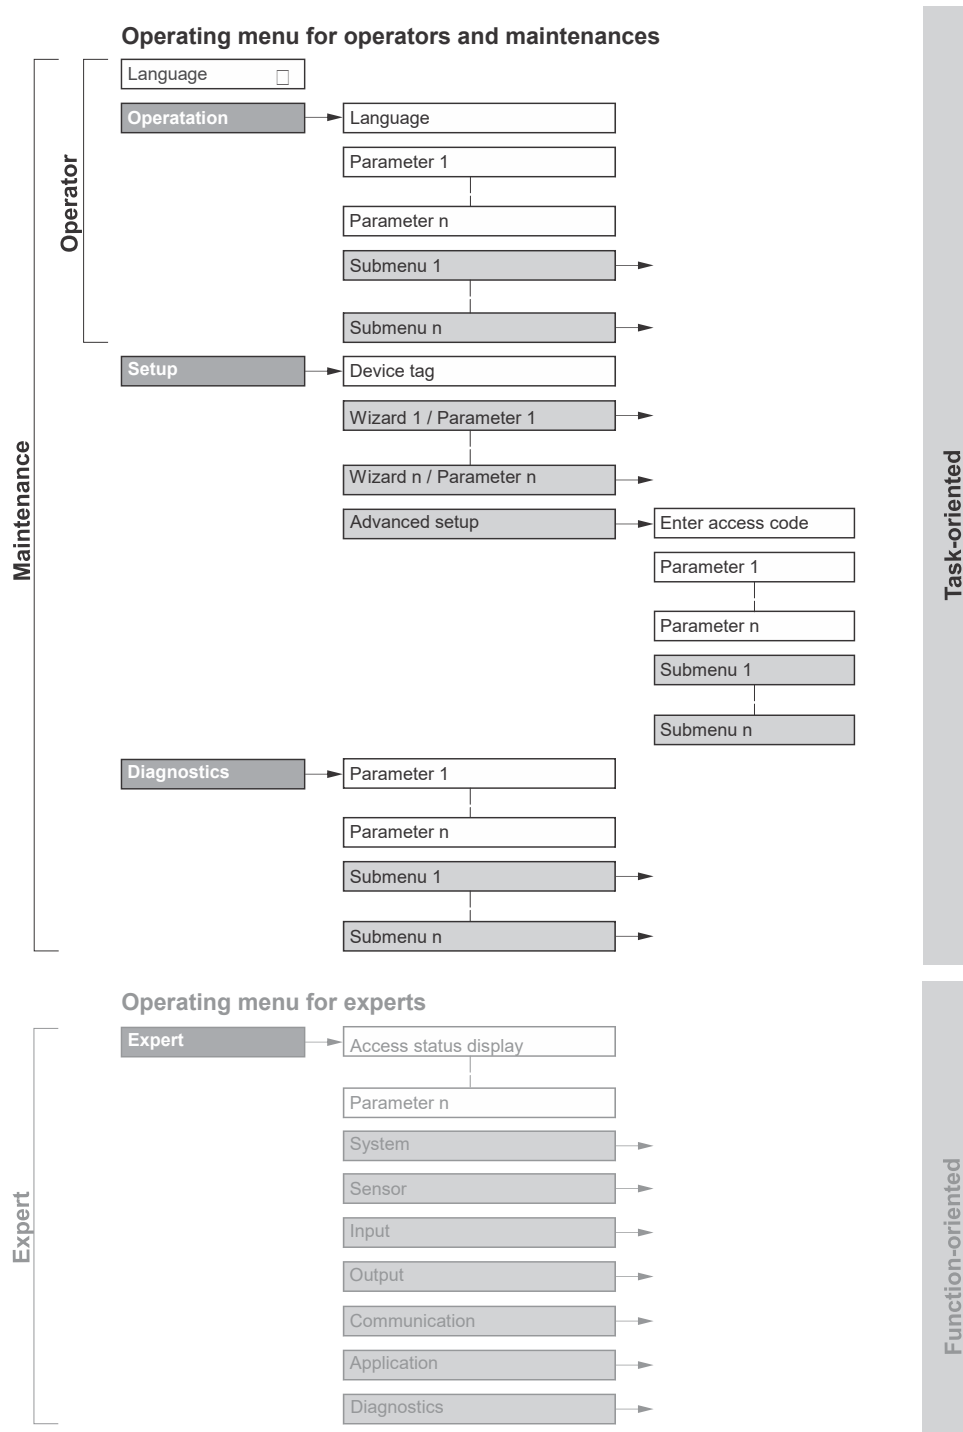 Operating menu for operators and maintenances
Language
Operatation
Language
Parameter 1
Parameter n
Submenu 1
Submenu n
Operator
Setup
Device tag
Wizard 1 / Parameter 1
Wizard n / Parameter n
Advanced setup
Enter access code
Parameter 1
Parameter n
Submenu 1
Submenu n
Maintenance
Task-oriented
Diagnostics
Parameter 1
Parameter n
Submenu 1
Submenu n
Operating menu for experts
Expert
Access status display
Parameter n
System
Sensor
Input
Output
Communication
Application
Diagnostics
Expert
Function-oriented